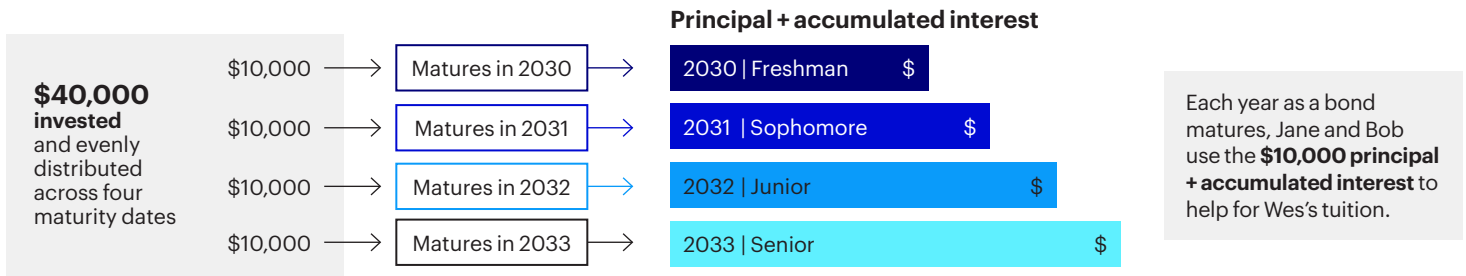 Principal + accumulated interest
$40,000
invested
and evenly
distributed
across four
maturity dates
$10,000
Matures in 2030
2030 | Freshman $
$10,000
Matures in 2031
2031 | Sophomore $
$10,000
Matures in 2032
2032 | Junior $
$10,000
Matures in 2033
2033 | Senior $
Each year as a bond
matures, Jane and Bob
use the $10,000 principal
+ accumulated interest to
help for Wes’s tuition.